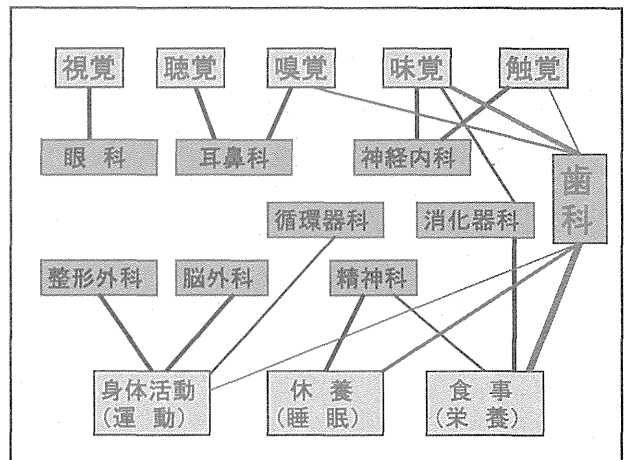 視覚 聴覚 嗅覚 味覚 触覚
眼科 耳鼻科 神経内科
歯科
循環器科 消化器科
整形外科 脳外科 精神科
身体活動 休養 食事
(運動) (睡眠) (栄養)